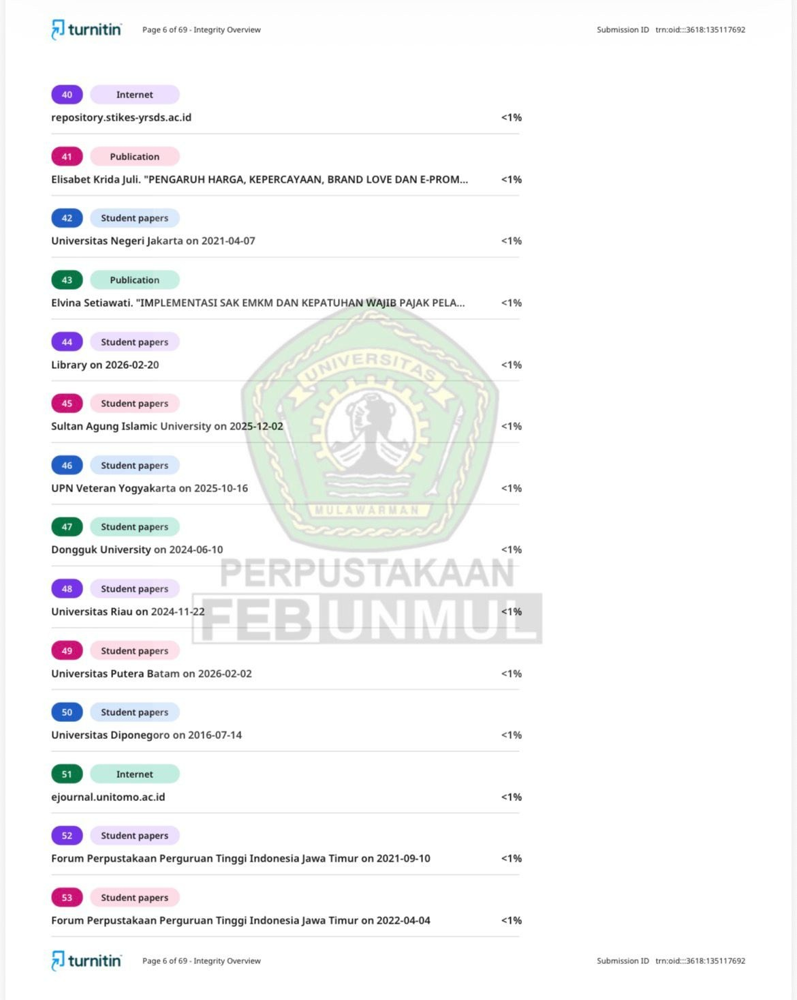 turnitin Page 6 of 69 - Integrity Overview Submission ID trn:oid:::3618:135117692
40 Internet
repository.stikes-yrsds.ac.id <1%
41 Publication
Elisabet Krida Juli. "PENGARUH HARGA, KEPERCAYAAN, BRAND LOVE DAN E-PROM... <1%
42 Student papers
Universitas Negeri Jakarta on 2021-04-07 <1%
43 Publication
Elvina Setiawati. "IMPLEMENTASI SAK EMKM DAN KEPATUHAN WAJIB PAJAK PELA... <1%
44 Student papers
Library on 2026-02-20 <1%
UNIVERSITAS
45 Student papers
Sultan Agung Islamic University on 2025-12-02 <1%
46 Student papers
UPN Veteran Yogyakarta on 2025-10-16 <1%
MULAWARMAN
47 Student papers
Dongguk University on 2024-06-10 <1%
PERPUSTAKAAN
48 Student papers
Universitas Riau on 2024-11-22 <1%
FEB UNMUL
49 Student papers
Universitas Putera Batam on 2026-02-02 <1%
50 Student papers
Universitas Diponegoro on 2016-07-14 <1%
51 Internet
ejournal.unitomo.ac.id <1%
52 Student papers
Forum Perpustakaan Perguruan Tinggi Indonesia Jawa Timur on 2021-09-10 <1%
53 Student papers
Forum Perpustakaan Perguruan Tinggi Indonesia Jawa Timur on 2022-04-04 <1%
turnitin Page 6 of 69 - Integrity Overview Submission ID trn:oid:::3618:135117692